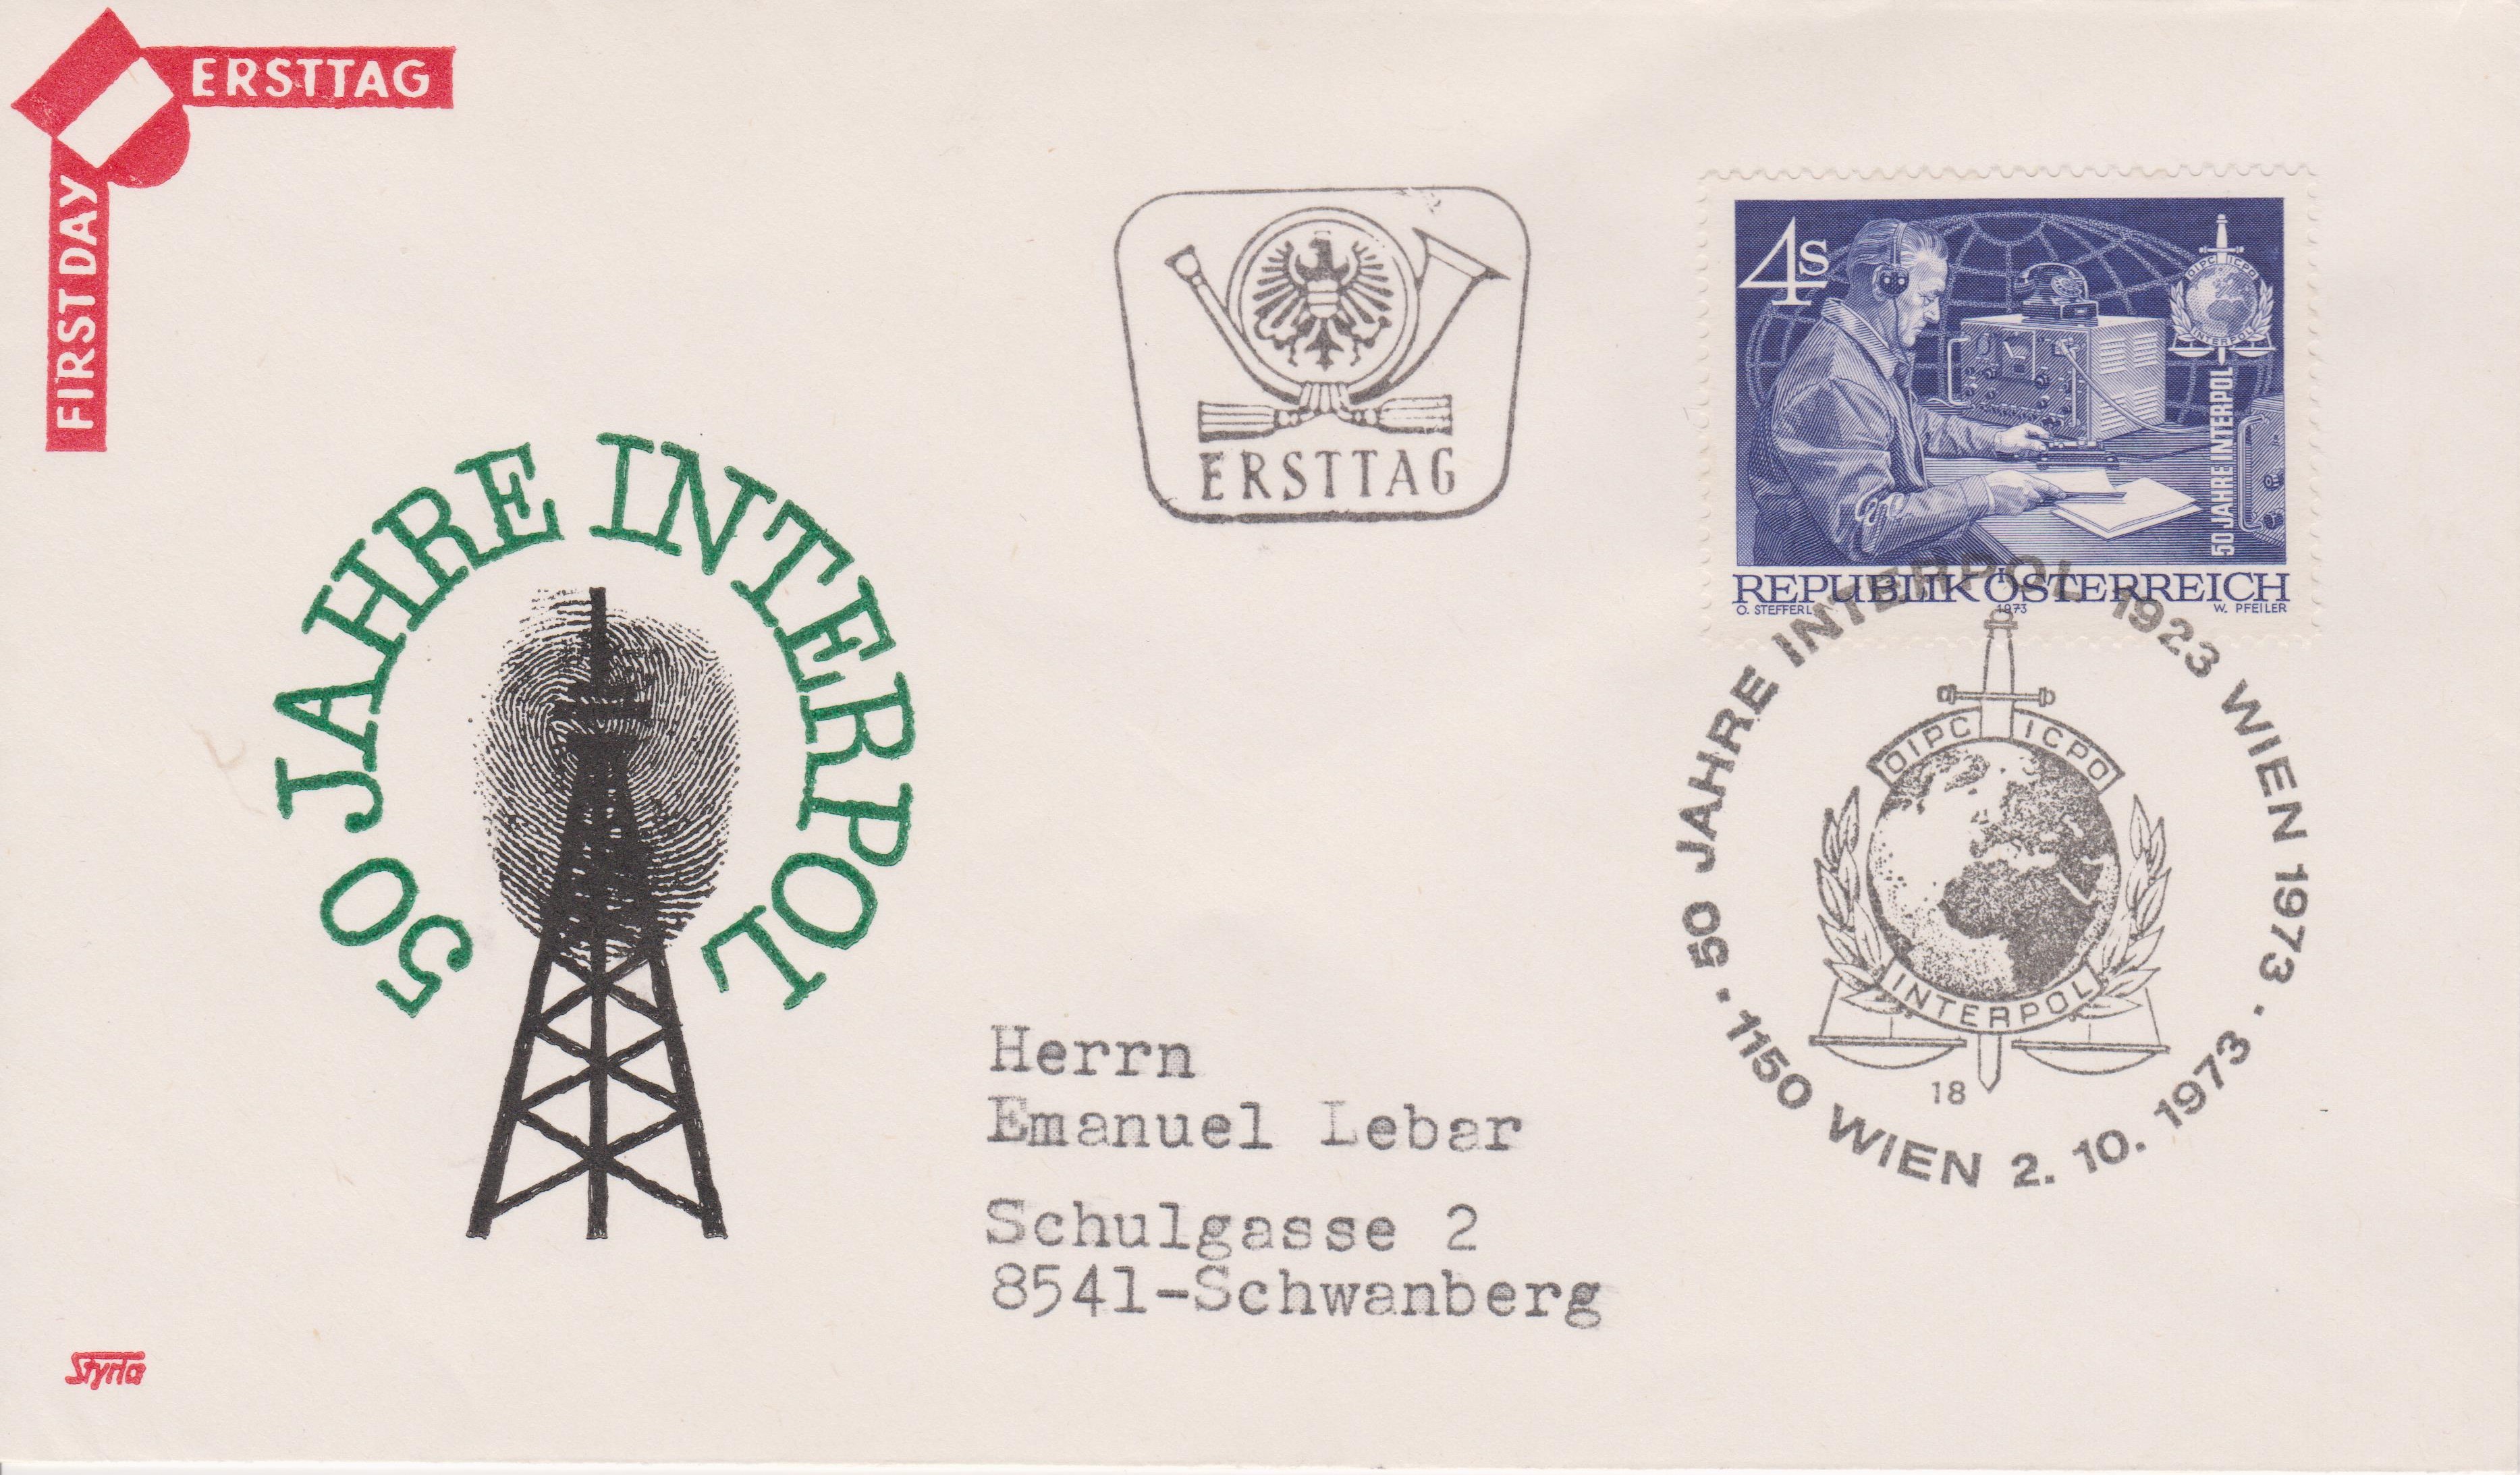 ERSTTAG
FIRST DAY
50 JAHRE INTERPOL
ERSTTAG
4s
OIPC ICPO
INTERPOL
50 JAHRE INTERPOL
REPUBLIK ÖSTERREICH
O. STEFFERL 1973 W. PFEILER
50 JAHRE INTERPOL 1923 WIEN 1973
OIPC ICPO
INTERPOL
18
1150 WIEN 2. 10. 1973
Herrn
Emanuel Lebar
Schulgasse 2
8541-Schwanberg
Styria